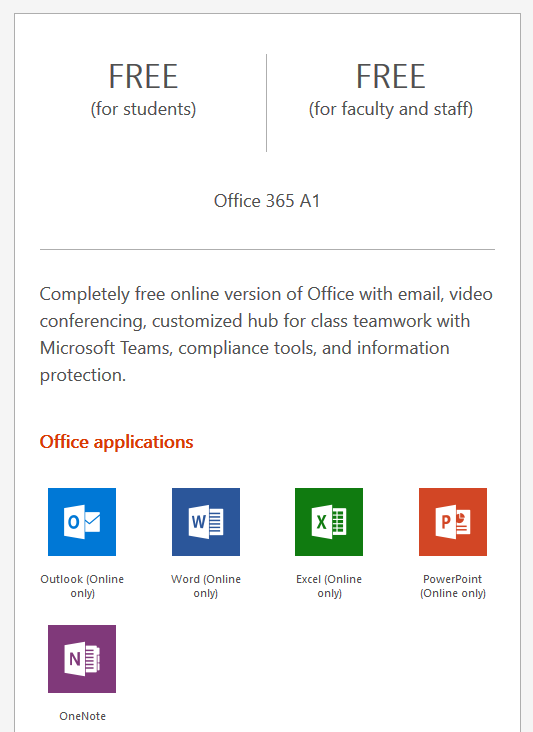 FREE
(for students)
FREE
(for faculty and staff)
Office 365 A1
Completely free online version of Office with email, video
conferencing, customized hub for class teamwork with
Microsoft Teams, compliance tools, and information
protection.
Office applications
O
W
X
P
Outlook (Online
only)
Word (Online
only)
Excel (Online
only)
PowerPoint
(Online only)
N
OneNote